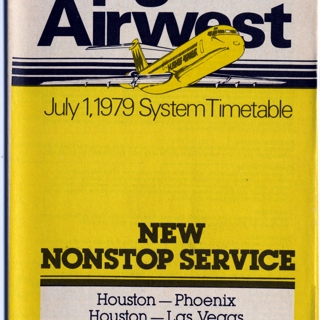 Airwest
July 1, 1979 System Timetable
NEW
NONSTOP SERVICE
Houston — Phoenix
Houston — Las Vegas